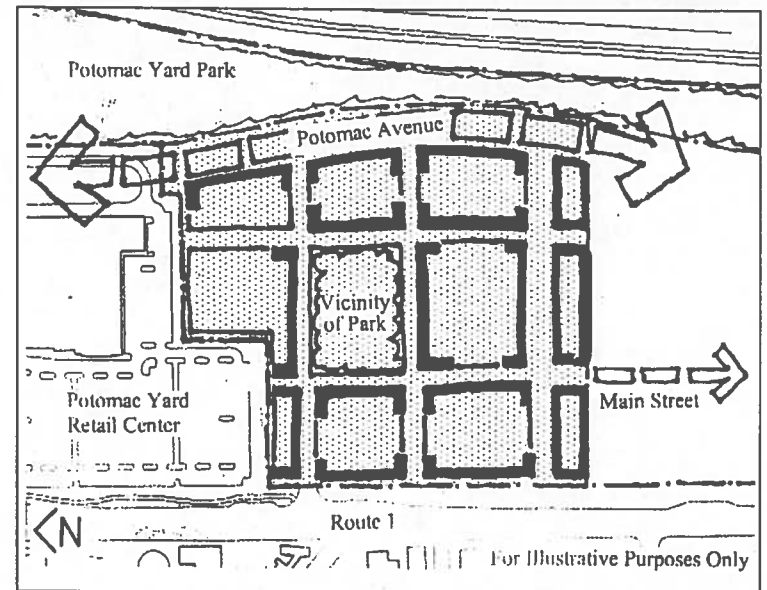 Potomac Yard Park
Potomac Avenue
Vicinity
of Park
Potomac Yard
Retail Center
Main Street
Route 1
N
For Illustrative Purposes Only